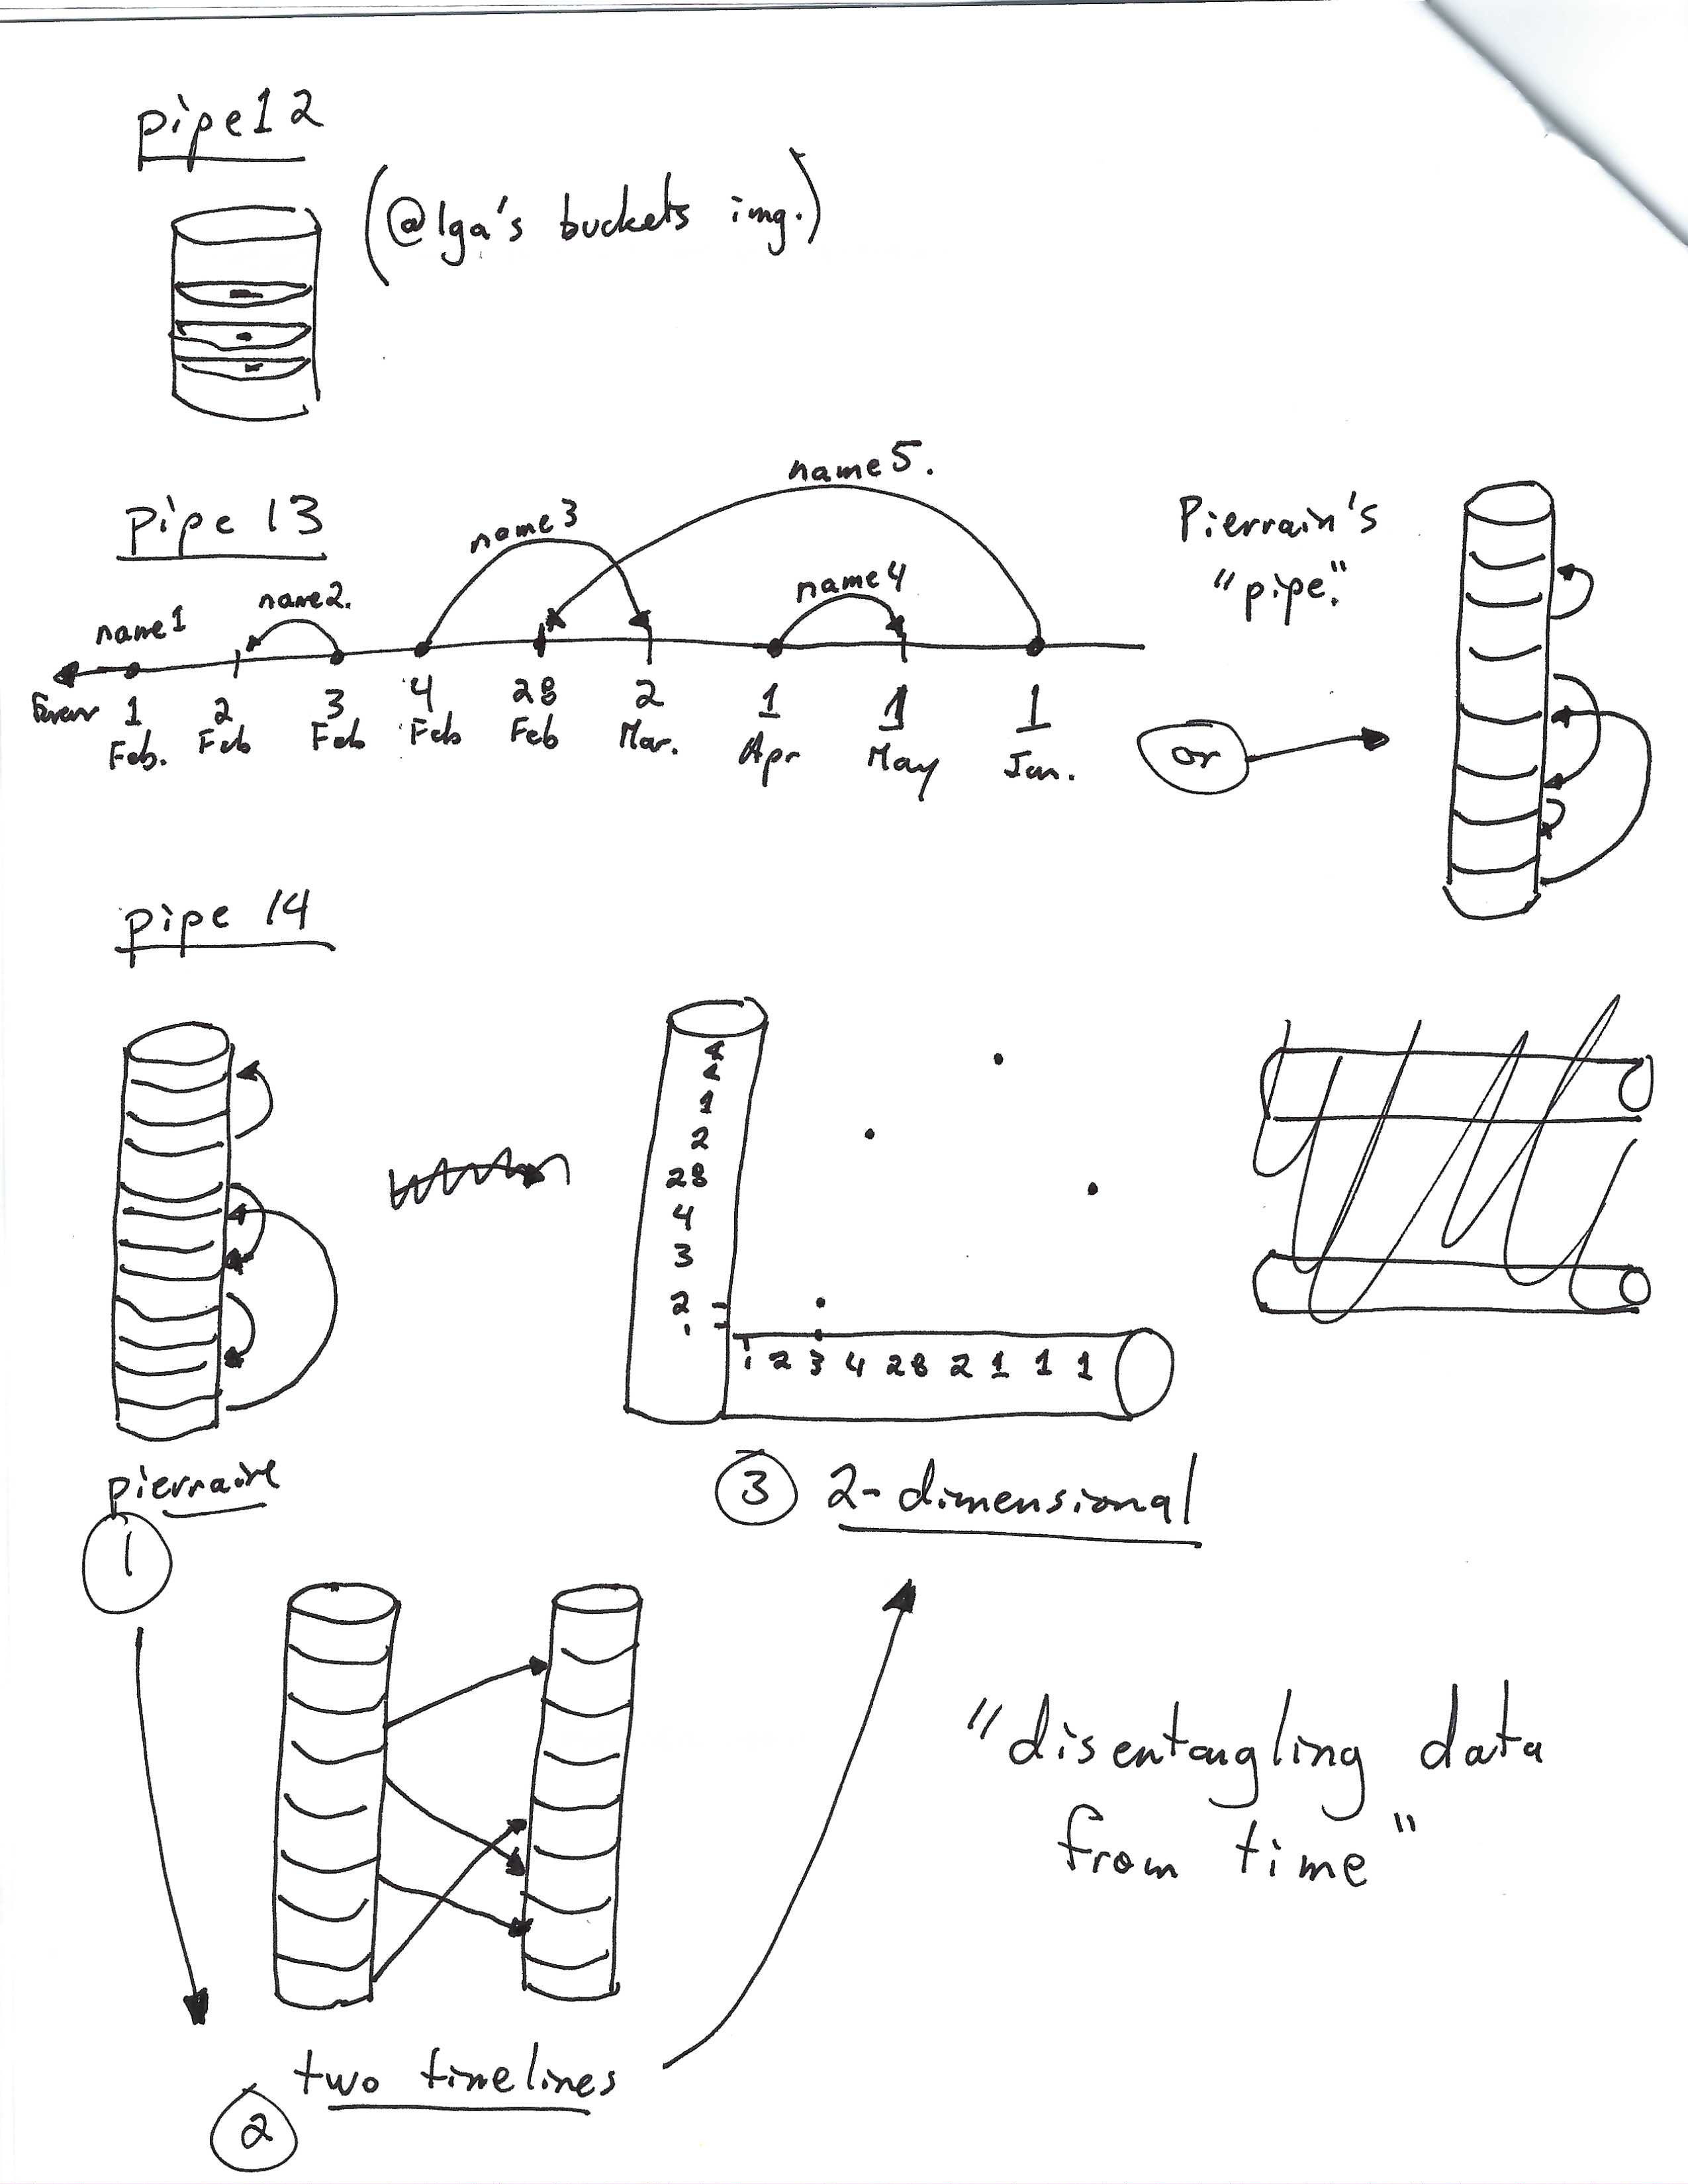 pipe12
(@lga's buckets img.)
name5.
Pipe 13
name3
Pierrain's
"pipe."
name4
name2.
name1
1 2 3 4 28 2 1 1 1
Feb. Feb Feb Feb Feb Mar. Apr May Jan.
or
pipe 14
1
2
28
4
3
2
1
1 2 3 4 28 2 1 1 1
pierraine
1
3 2-dimensional
"disentangling data
from time"
two timelines
2